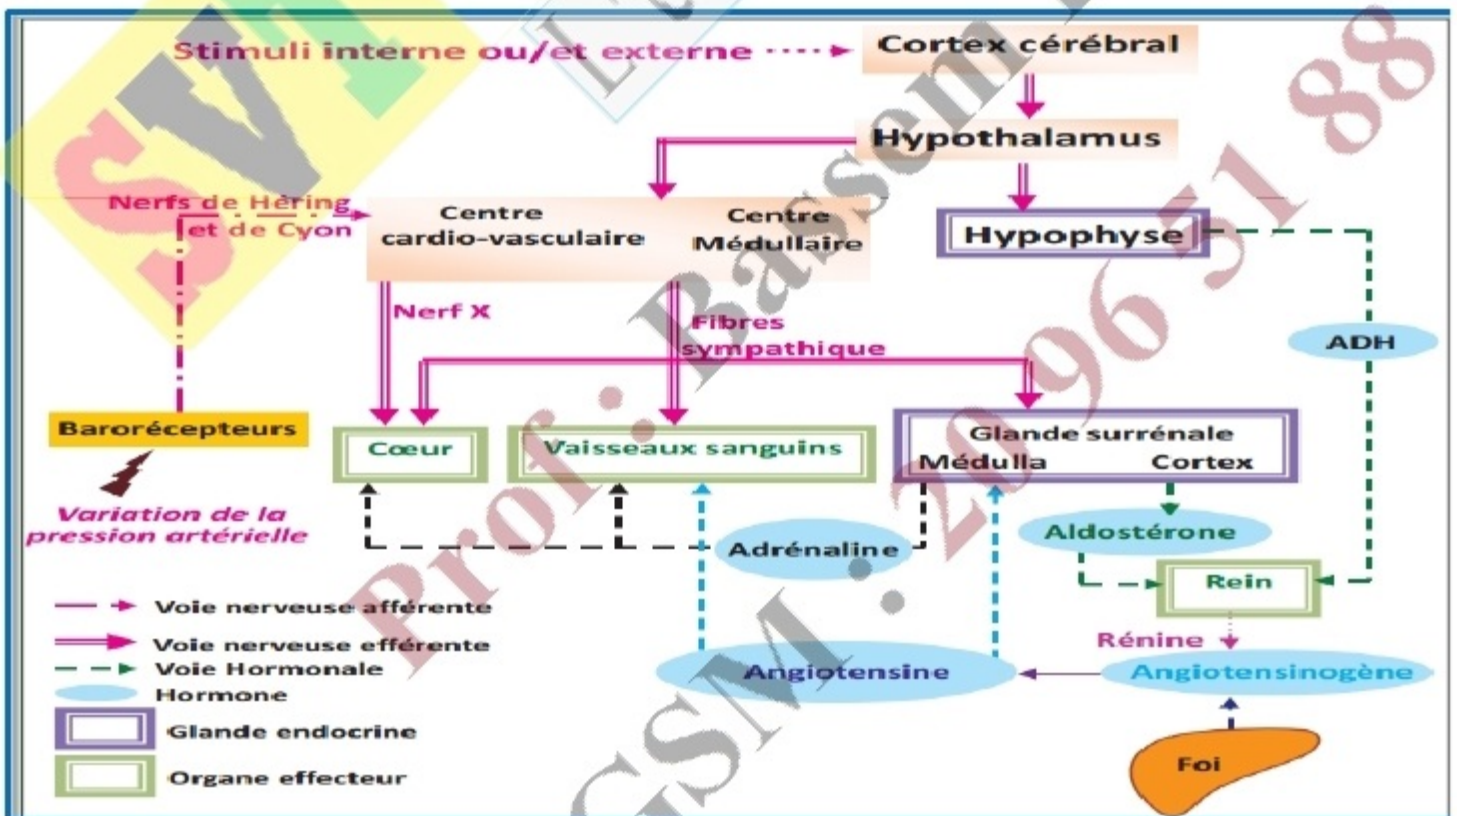 Stimuli interne ou/et externe
Cortex cérébral
Hypothalamus
Nerfs de Héring
et de Cyon
Centre
cardio-vasculaire
Centre
Médullaire
Hypophyse
Nerf X
Fibres
sympathique
ADH
Barorécepteurs
Cœur
Vaisseaux sanguins
Glande surrénale
Médulla
Cortex
Variation de la
pression artérielle
Adrénaline
Aldostérone
Rein
Rénine
Angiotensine
Angiotensinogène
Foi
Voie nerveuse afférente
Voie nerveuse efférente
Voie Hormonale
Hormone
Glande endocrine
Organe effecteur
SVT
Prof : Bassem
GSM : 20 96 51 88